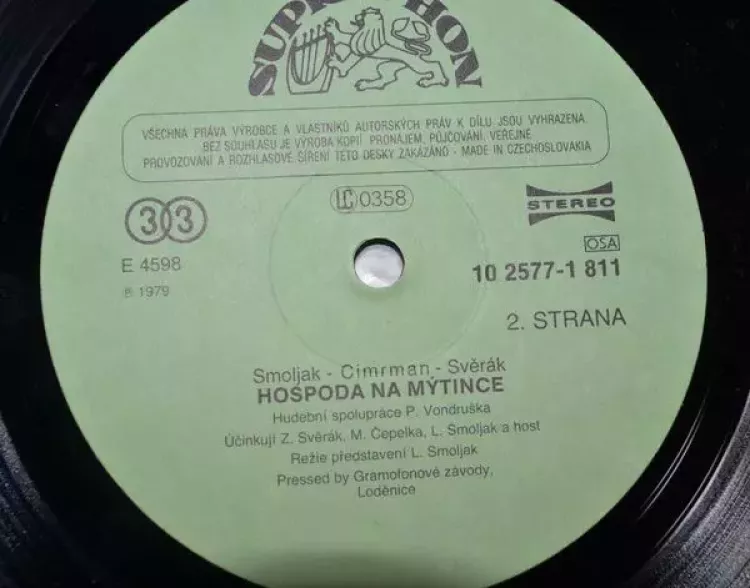 SUPRAPHON
VŠECHNA PRÁVA VÝROBCE A VLASTNÍKŮ AUTORSKÝCH PRÁV K DÍLU JSOU VYHRAZENA.
BEZ SOUHLASU JE VÝROBA KOPIÍ, PRONÁJEM, PŮJČOVÁNÍ, VEŘEJNÉ
PROVOZOVÁNÍ A ROZHLASOVÉ ŠÍŘENÍ TÉTO DESKY ZAKÁZÁNO - MADE IN CZECHOSLOVAKIA
33
LC 0358
STEREO
E 4598
OSA
10 2577-1 811
℗ 1979
2. STRANA
Smoljak - Cimrman - Svěrák
HOSPODA NA MÝTINCE
Hudební spolupráce P. Vondruška
Účinkují Z. Svěrák, M. Čepelka, L. Smoljak a host
Režie představení L. Smoljak
Pressed by Gramofonové závody,
Loděnice